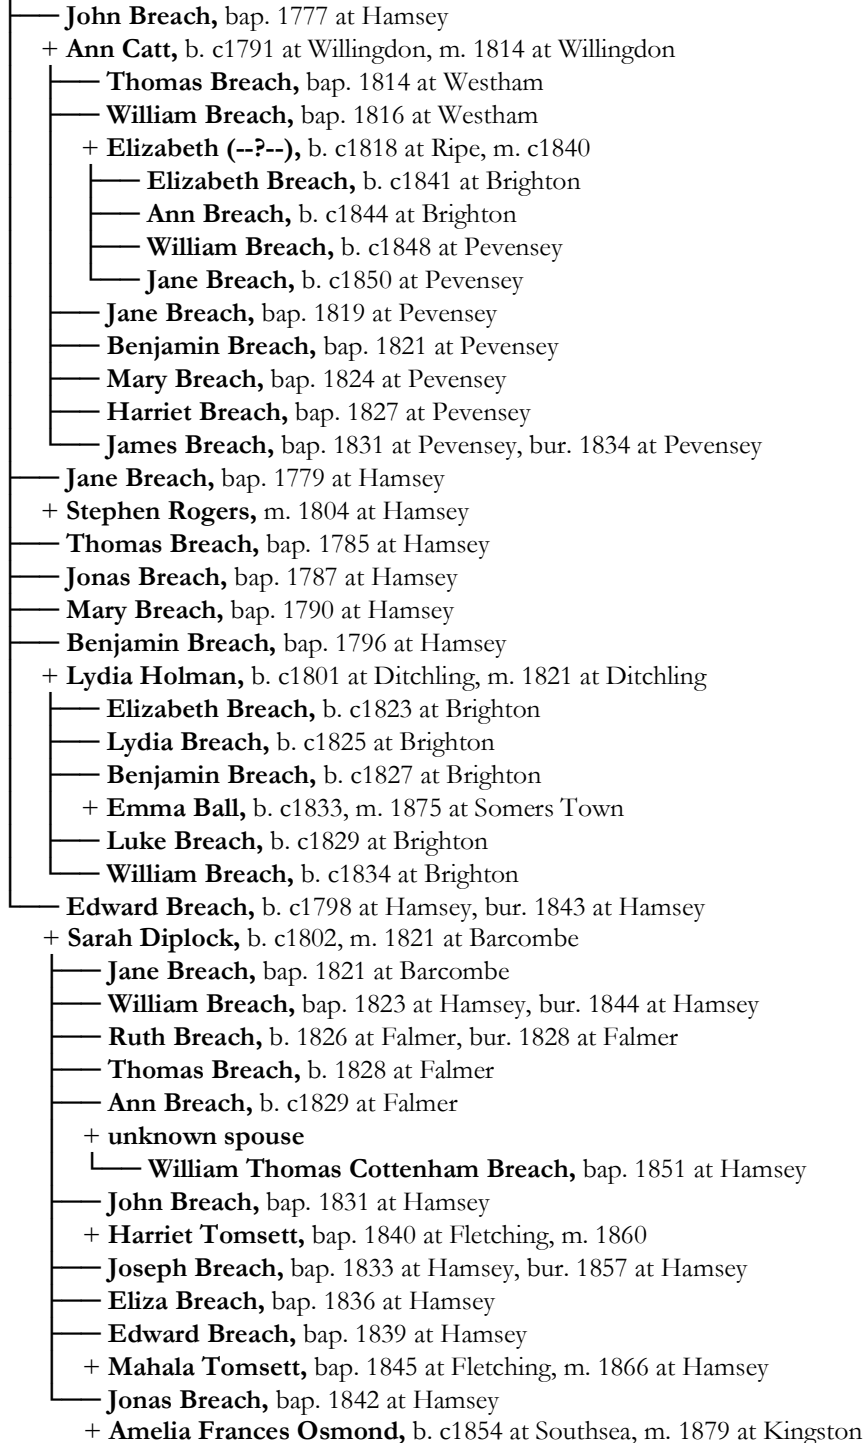 John Breach, bap. 1777 at Hamsey
+ Ann Catt, b. c1791 at Willingdon, m. 1814 at Willingdon
Thomas Breach, bap. 1814 at Westham
William Breach, bap. 1816 at Westham
+ Elizabeth (--?--), b. c1818 at Ripe, m. c1840
Elizabeth Breach, b. c1841 at Brighton
Ann Breach, b. c1844 at Brighton
William Breach, b. c1848 at Pevensey
Jane Breach, b. c1850 at Pevensey
Jane Breach, bap. 1819 at Pevensey
Benjamin Breach, bap. 1821 at Pevensey
Mary Breach, bap. 1824 at Pevensey
Harriet Breach, bap. 1827 at Pevensey
James Breach, bap. 1831 at Pevensey, bur. 1834 at Pevensey
Jane Breach, bap. 1779 at Hamsey
+ Stephen Rogers, m. 1804 at Hamsey
Thomas Breach, bap. 1785 at Hamsey
Jonas Breach, bap. 1787 at Hamsey
Mary Breach, bap. 1790 at Hamsey
Benjamin Breach, bap. 1796 at Hamsey
+ Lydia Holman, b. c1801 at Ditchling, m. 1821 at Ditchling
Elizabeth Breach, b. c1823 at Brighton
Lydia Breach, b. c1825 at Brighton
Benjamin Breach, b. c1827 at Brighton
+ Emma Ball, b. c1833, m. 1875 at Somers Town
Luke Breach, b. c1829 at Brighton
William Breach, b. c1834 at Brighton
Edward Breach, b. c1798 at Hamsey, bur. 1843 at Hamsey
+ Sarah Diplock, b. c1802, m. 1821 at Barcombe
Jane Breach, bap. 1821 at Barcombe
William Breach, bap. 1823 at Hamsey, bur. 1844 at Hamsey
Ruth Breach, b. 1826 at Falmer, bur. 1828 at Falmer
Thomas Breach, b. 1828 at Falmer
Ann Breach, b. c1829 at Falmer
+ unknown spouse
William Thomas Cottenham Breach, bap. 1851 at Hamsey
John Breach, bap. 1831 at Hamsey
+ Harriet Tomsett, bap. 1840 at Fletching, m. 1860
Joseph Breach, bap. 1833 at Hamsey, bur. 1857 at Hamsey
Eliza Breach, bap. 1836 at Hamsey
Edward Breach, bap. 1839 at Hamsey
+ Mahala Tomsett, bap. 1845 at Fletching, m. 1866 at Hamsey
Jonas Breach, bap. 1842 at Hamsey
+ Amelia Frances Osmond, b. c1854 at Southsea, m. 1879 at Kingston